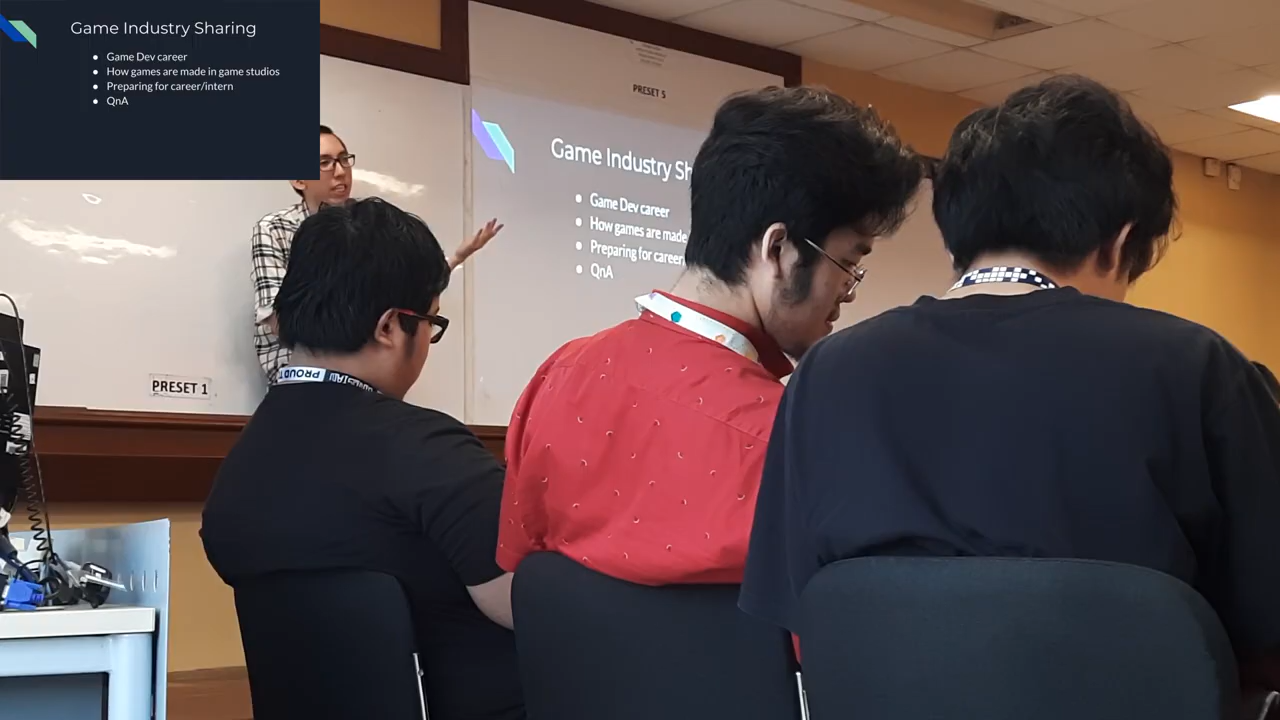 Game Industry Sharing
● Game Dev career
● How games are made in game studios
● Preparing for career/intern
● QnA
PRESET 5
Game Industry Sh
● Game Dev career
● How games are made
● Preparing for career
● QnA
PRESET 1
PROUD